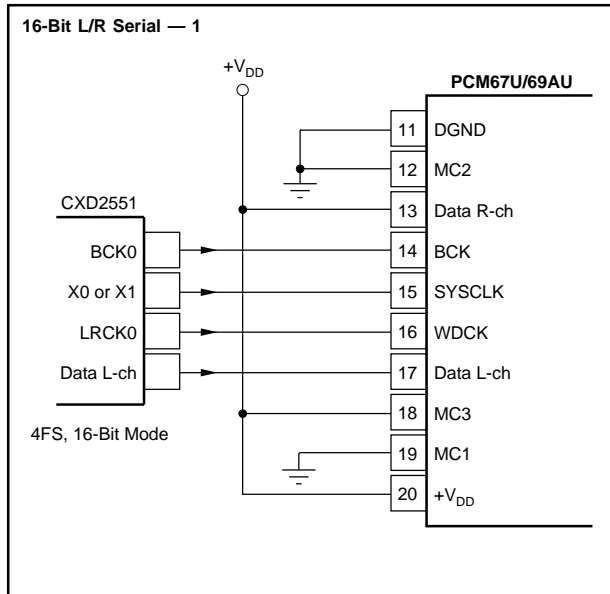 16-Bit L/R Serial — 1
+VDD
PCM67U/69AU
11 DGND
12 MC2
13 Data R-ch
14 BCK
15 SYSCLK
16 WDCK
17 Data L-ch
18 MC3
19 MC1
20 +VDD
CXD2551
BCK0
X0 or X1
LRCK0
Data L-ch
4FS, 16-Bit Mode